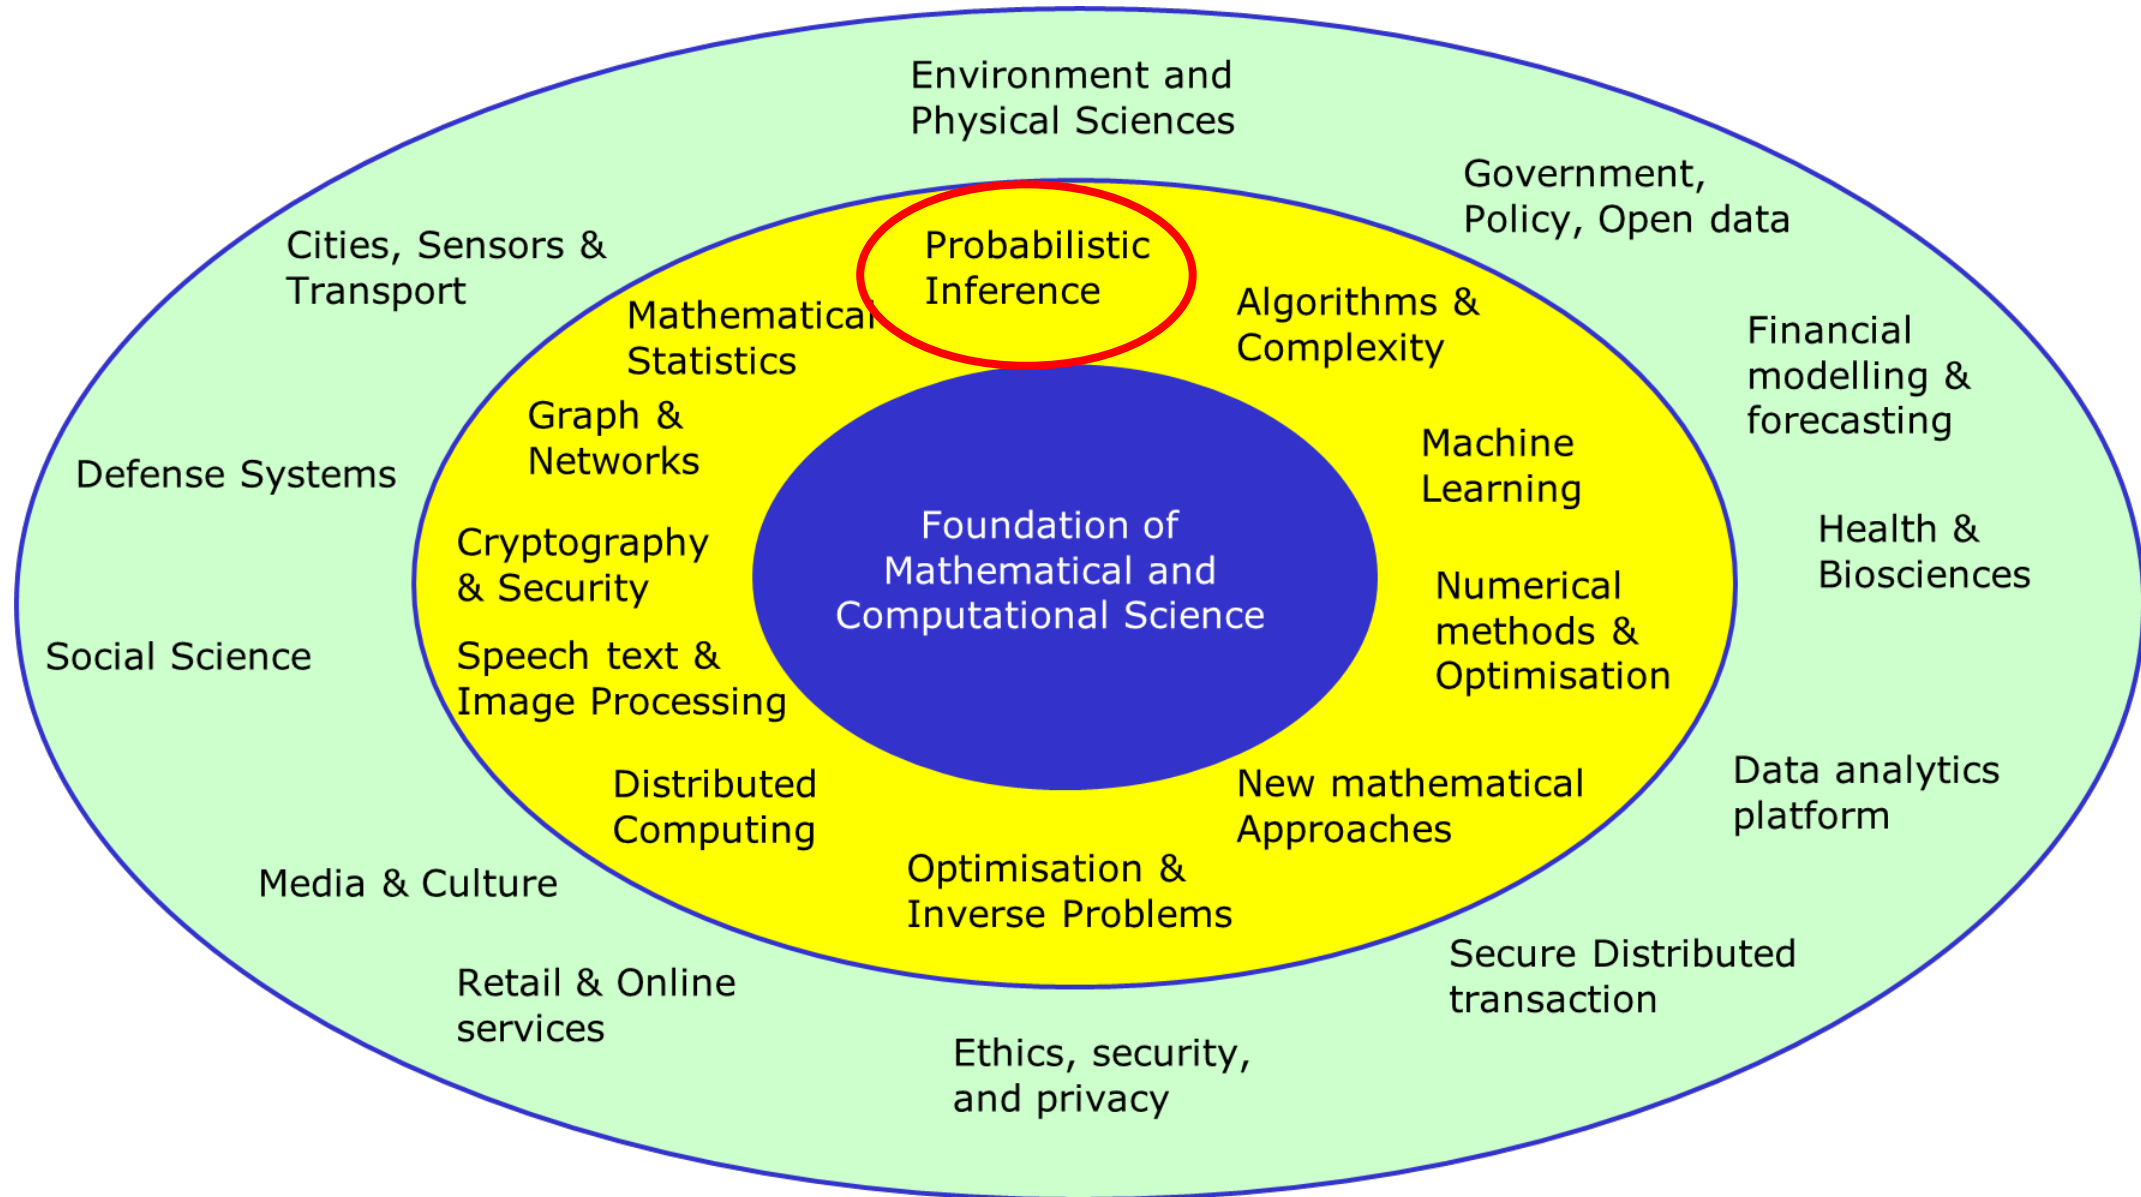 Environment and
Physical Sciences
Government,
Policy, Open data
Cities, Sensors &
Transport
Probabilistic
Inference
Mathematical
Statistics
Algorithms &
Complexity
Financial
modelling &
forecasting
Graph &
Networks
Machine
Learning
Defense Systems
Foundation of
Mathematical and
Computational Science
Cryptography
& Security
Health &
Biosciences
Numerical
methods &
Optimisation
Social Science
Speech text &
Image Processing
Distributed
Computing
New mathematical
Approaches
Data analytics
platform
Media & Culture
Optimisation &
Inverse Problems
Retail & Online
services
Secure Distributed
transaction
Ethics, security,
and privacy